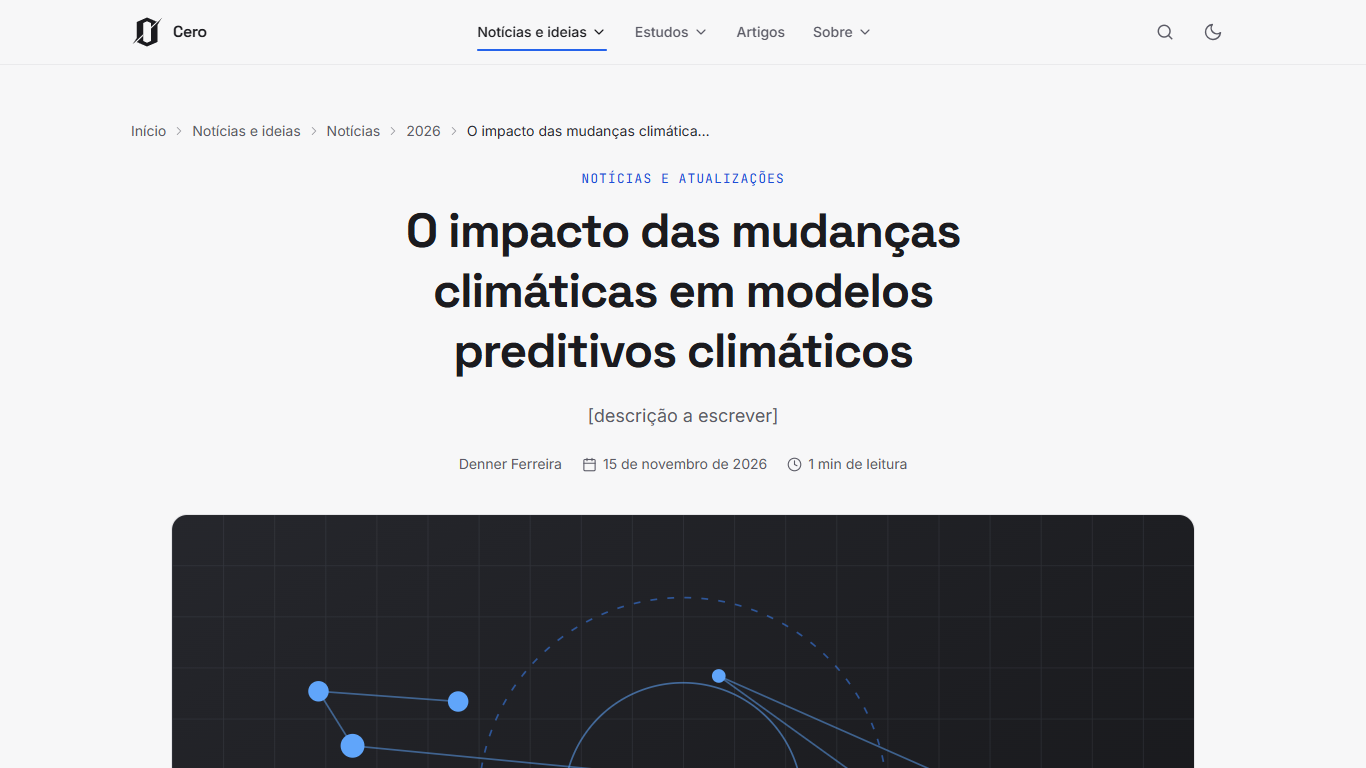 Cero
Notícias e ideias
Estudos
Artigos
Sobre
Início
Notícias e ideias
Notícias
2026
O impacto das mudanças climática...
NOTÍCIAS E ATUALIZAÇÕES
O impacto das mudanças
climáticas em modelos
preditivos climáticos
[descrição a escrever]
Denner Ferreira
15 de novembro de 2026
1 min de leitura